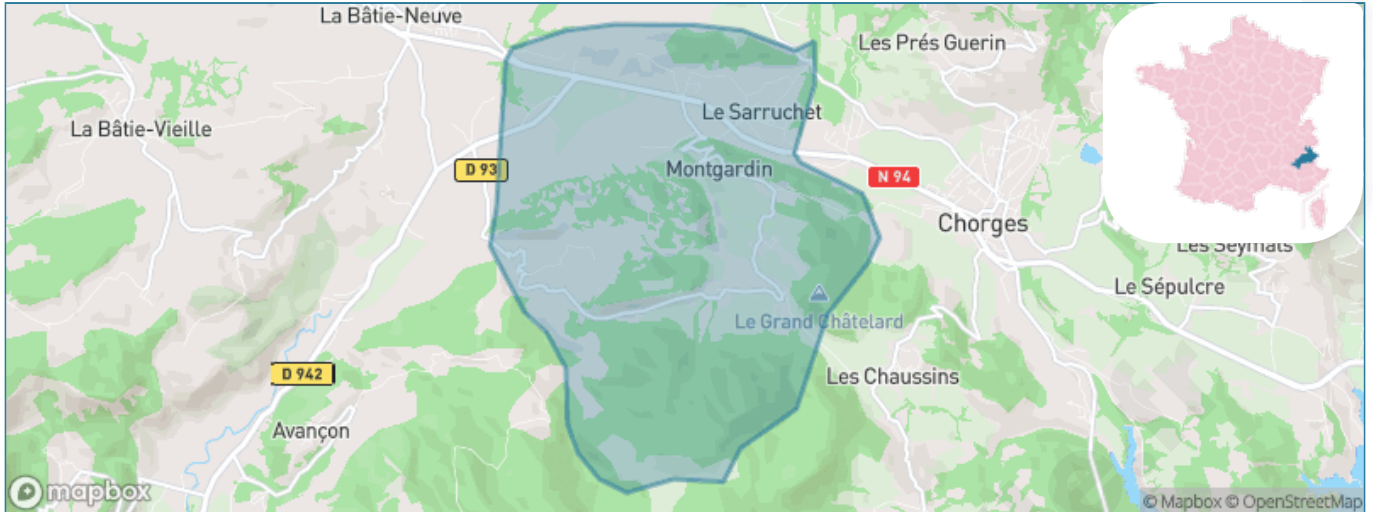 La Bâtie-Neuve
Les Prés Guerin
La Bâtie-Vieille
Le Sarruchet
D 93
Montgardin
N 94
Chorges
Les Seymats
Le Sépulcre
Le Grand Châtelard
D 942
Les Chaussins
Avançon
mapbox
© Mapbox © OpenStreetMap